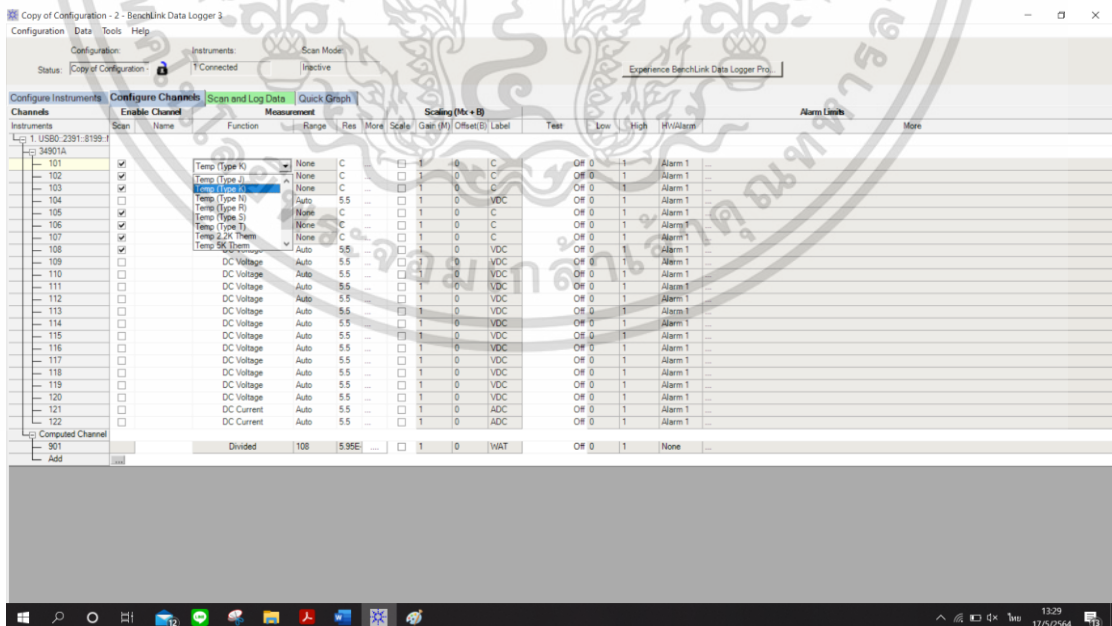 Copy of Configuration - 2 - BenchLink Data Logger 3
Configuration Data Tools Help
Configuration: Instruments: Scan Mode:
Status: Copy of Configuration - 1 Connected Inactive Experience BenchLink Data Logger Pro...
Configure Instruments Configure Channels Scan and Log Data Quick Graph
Channels Enable Channel Measurement Scaling (Mx + B) Alarm Limits
Instruments Scan Name Function Range Res More Scale Gain (M) Offset(B) Label Test Low High HWAlarm More
1. USB0::2391::8199::
34901A
101 Temp (Type K) None C ... 1 0 C Off 0 1 Alarm 1 ...
102 None C ... 1 0 C Off 0 1 Alarm 1 ...
103 None C ... 1 0 C Off 0 1 Alarm 1 ...
104 Auto 5.5 ... 1 0 VDC Off 0 1 Alarm 1 ...
105 None C ... 1 0 C Off 0 1 Alarm 1 ...
106 None C ... 1 0 C Off 0 1 Alarm 1 ...
107 None C ... 1 0 C Off 0 1 Alarm 1 ...
Temp (Type J)
Temp (Type K)
Temp (Type N)
Temp (Type R)
Temp (Type S)
Temp (Type T)
Temp 2.2K Therm
Temp 5K Therm
108 Auto 5.5 ... 1 0 VDC Off 0 1 Alarm 1 ...
109 DC Voltage Auto 5.5 ... 1 0 VDC Off 0 1 Alarm 1 ...
110 DC Voltage Auto 5.5 ... 1 0 VDC Off 0 1 Alarm 1 ...
111 DC Voltage Auto 5.5 ... 1 0 VDC Off 0 1 Alarm 1 ...
112 DC Voltage Auto 5.5 ... 1 0 VDC Off 0 1 Alarm 1 ...
113 DC Voltage Auto 5.5 ... 1 0 VDC Off 0 1 Alarm 1 ...
114 DC Voltage Auto 5.5 ... 1 0 VDC Off 0 1 Alarm 1 ...
115 DC Voltage Auto 5.5 ... 1 0 VDC Off 0 1 Alarm 1 ...
116 DC Voltage Auto 5.5 ... 1 0 VDC Off 0 1 Alarm 1 ...
117 DC Voltage Auto 5.5 ... 1 0 VDC Off 0 1 Alarm 1 ...
118 DC Voltage Auto 5.5 ... 1 0 VDC Off 0 1 Alarm 1 ...
119 DC Voltage Auto 5.5 ... 1 0 VDC Off 0 1 Alarm 1 ...
120 DC Voltage Auto 5.5 ... 1 0 VDC Off 0 1 Alarm 1 ...
121 DC Current Auto 5.5 ... 1 0 ADC Off 0 1 Alarm 1 ...
122 DC Current Auto 5.5 ... 1 0 ADC Off 0 1 Alarm 1 ...
Computed Channel
901 Divided 108 5.95E- .... 1 0 WAT Off 0 1 None ...
Add ...
12 ไทย 13:29
17/5/2564 13